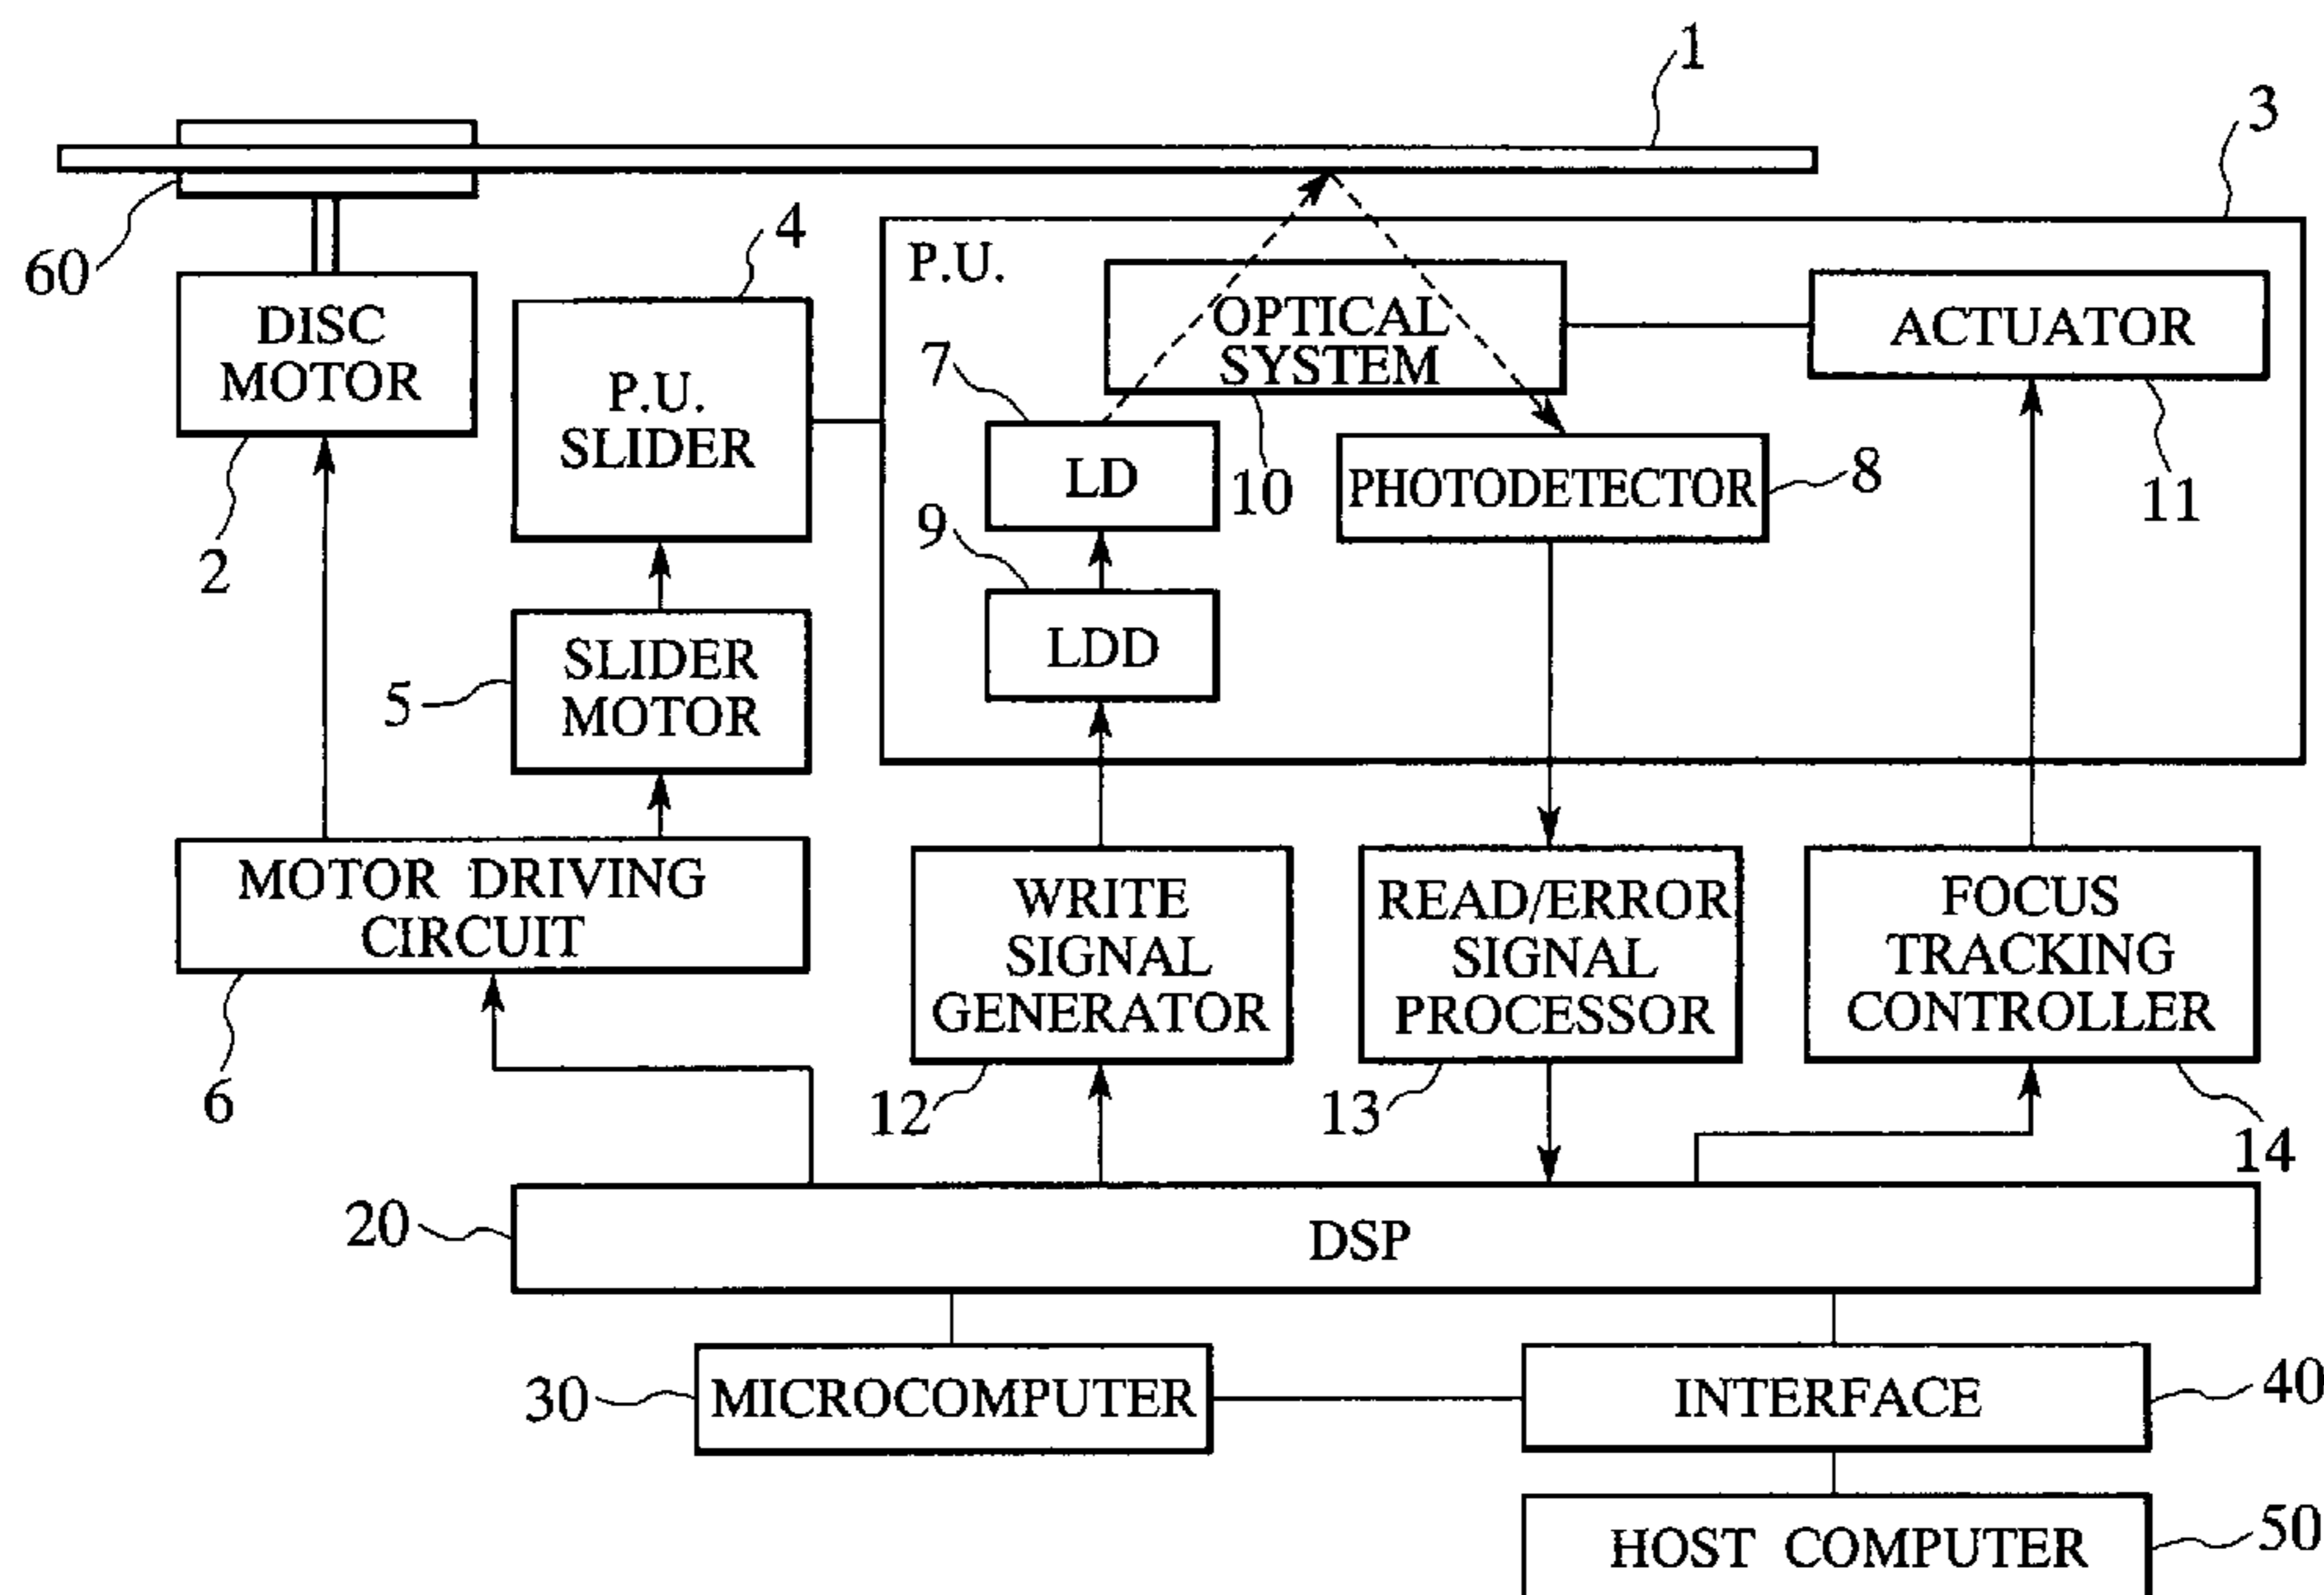 1
3
60
4
P.U.
DISC
MOTOR
P.U.
SLIDER
OPTICAL
SYSTEM
ACTUATOR
7
LD
10
PHOTODETECTOR
8
11
2
9
LDD
5
SLIDER
MOTOR
MOTOR DRIVING
CIRCUIT
WRITE
SIGNAL
GENERATOR
READ/ERROR
SIGNAL
PROCESSOR
FOCUS
TRACKING
CONTROLLER
6
12
13
14
20
DSP
30
MICROCOMPUTER
INTERFACE
40
HOST COMPUTER
50